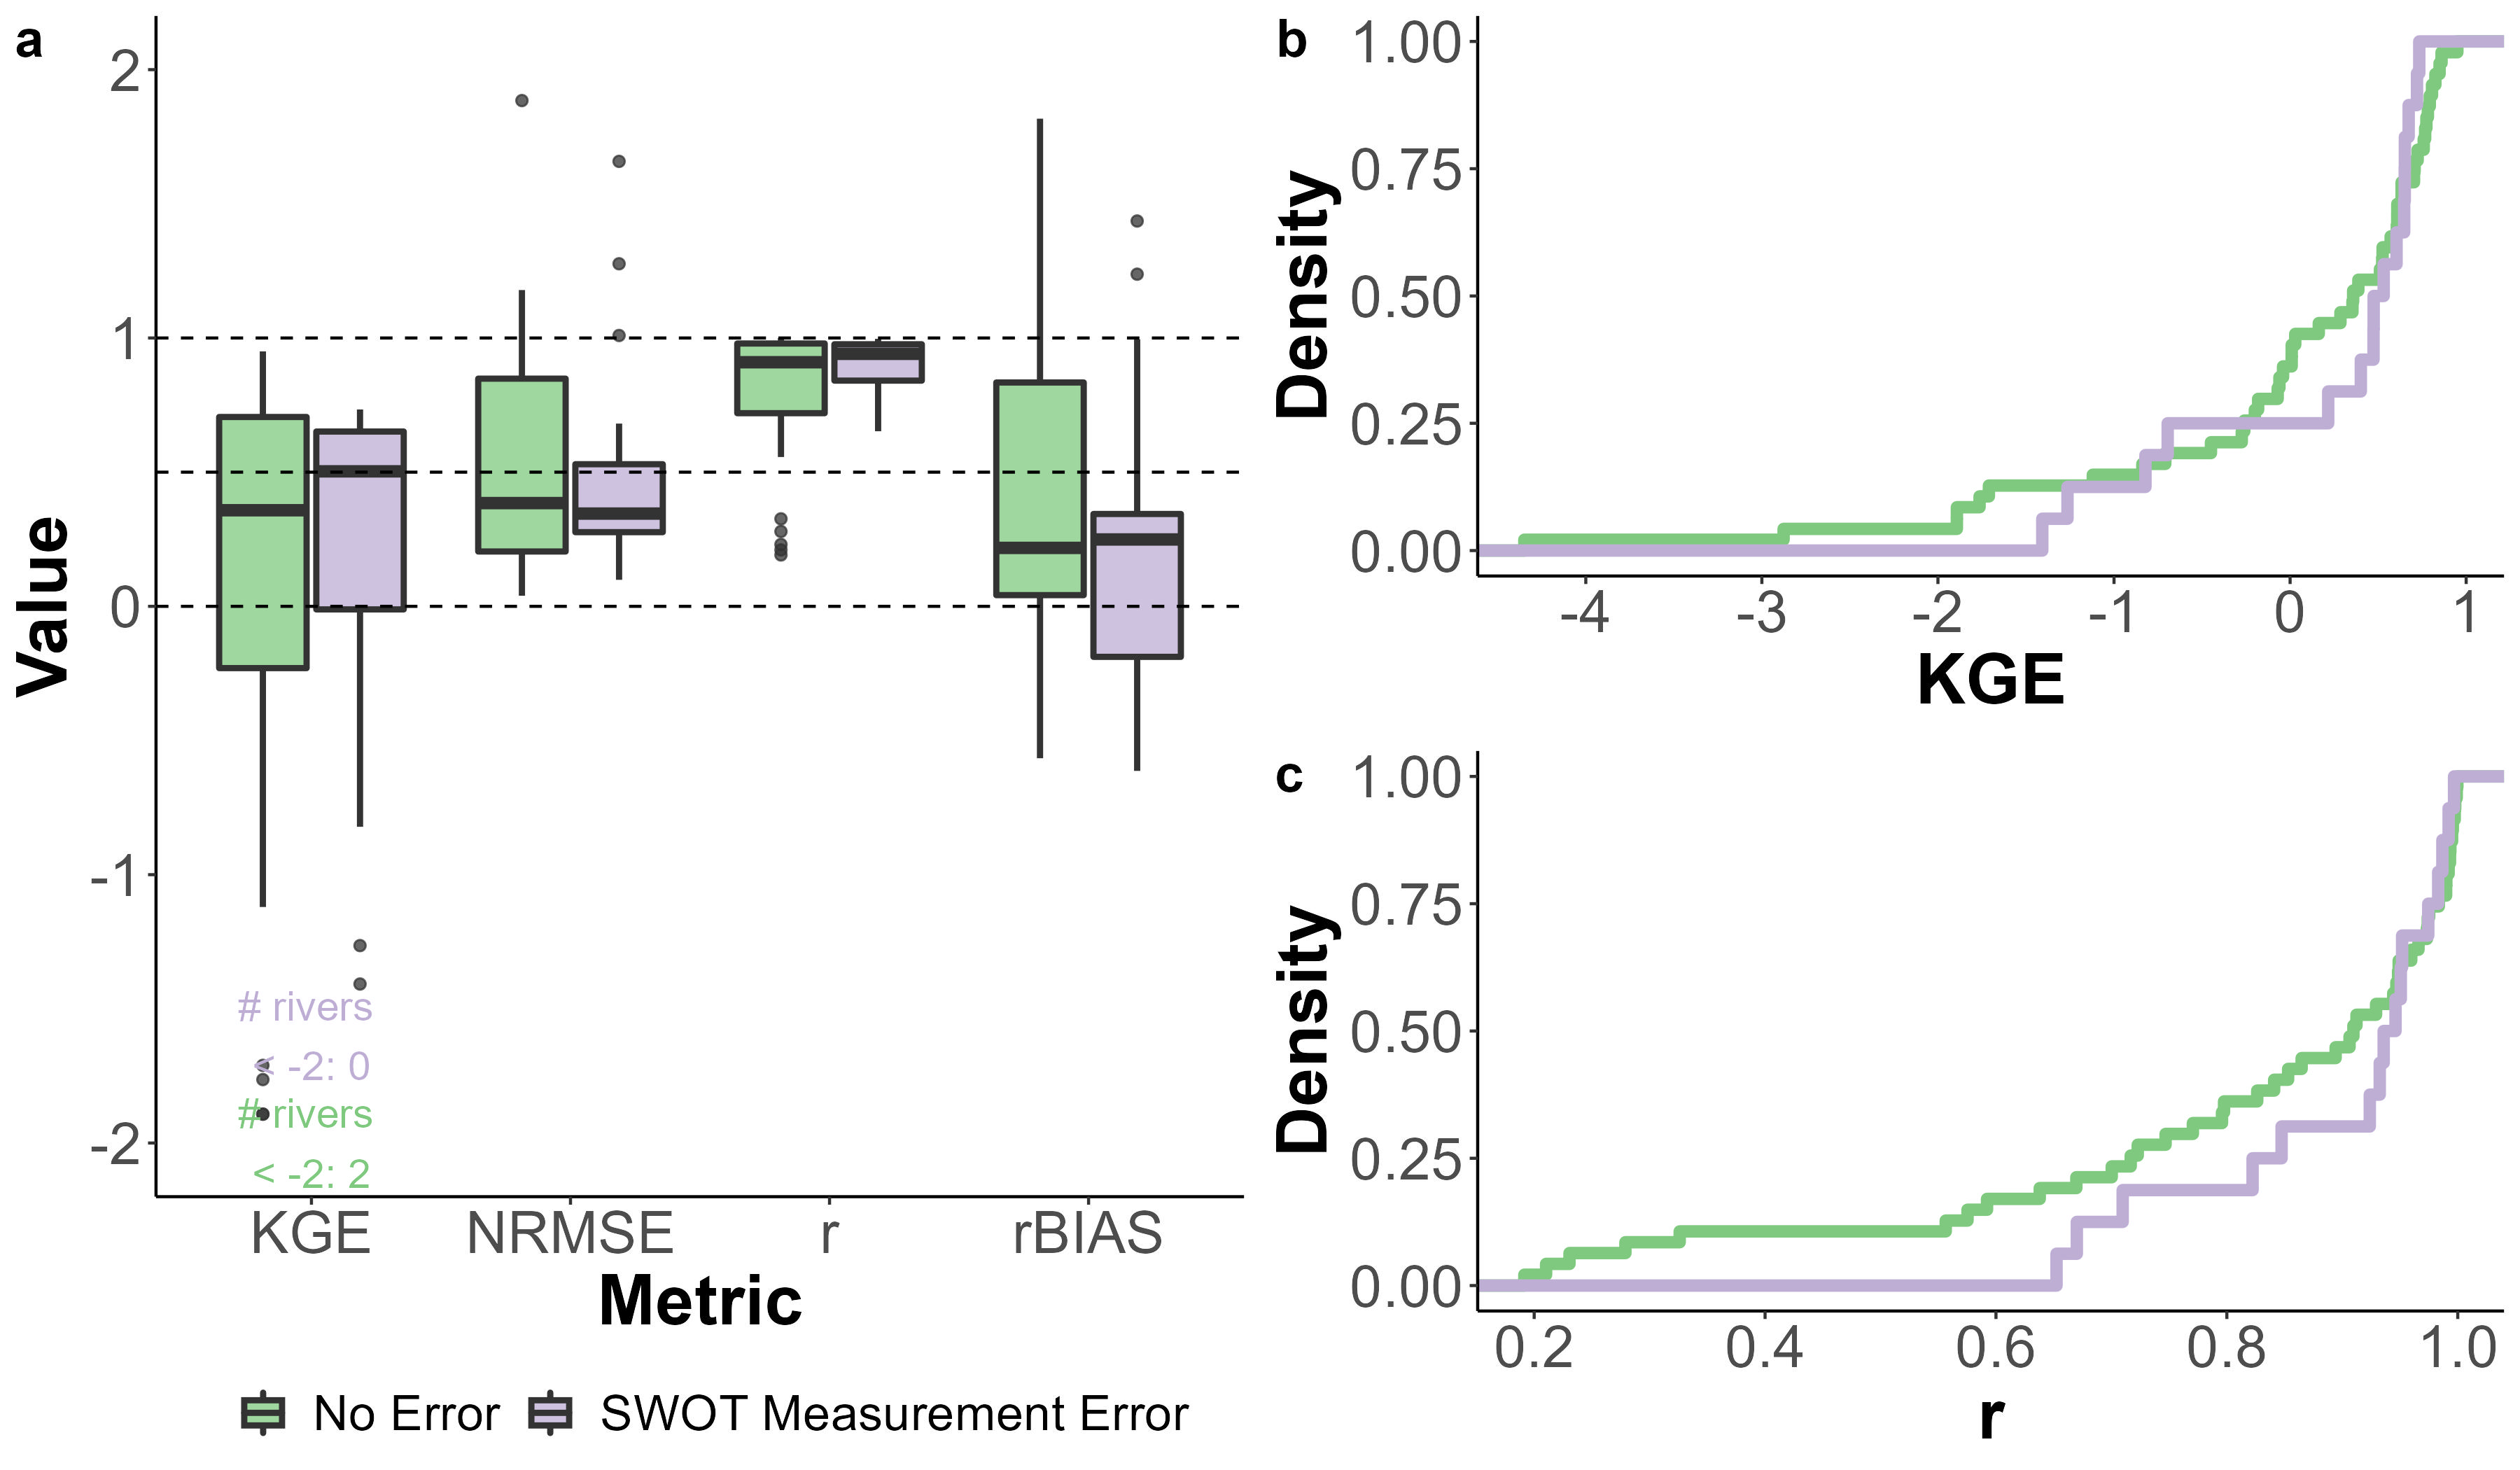 a
2
1
0
-1
-2
Value
# rivers
< -2: 0
# rivers
< -2: 2
KGE NRMSE r rBIAS
Metric
No Error SWOT Measurement Error
b
1.00
0.75
0.50
0.25
0.00
Density
-4 -3 -2 -1 0 1
KGE
c
1.00
0.75
0.50
0.25
0.00
Density
0.2 0.4 0.6 0.8 1.0
r